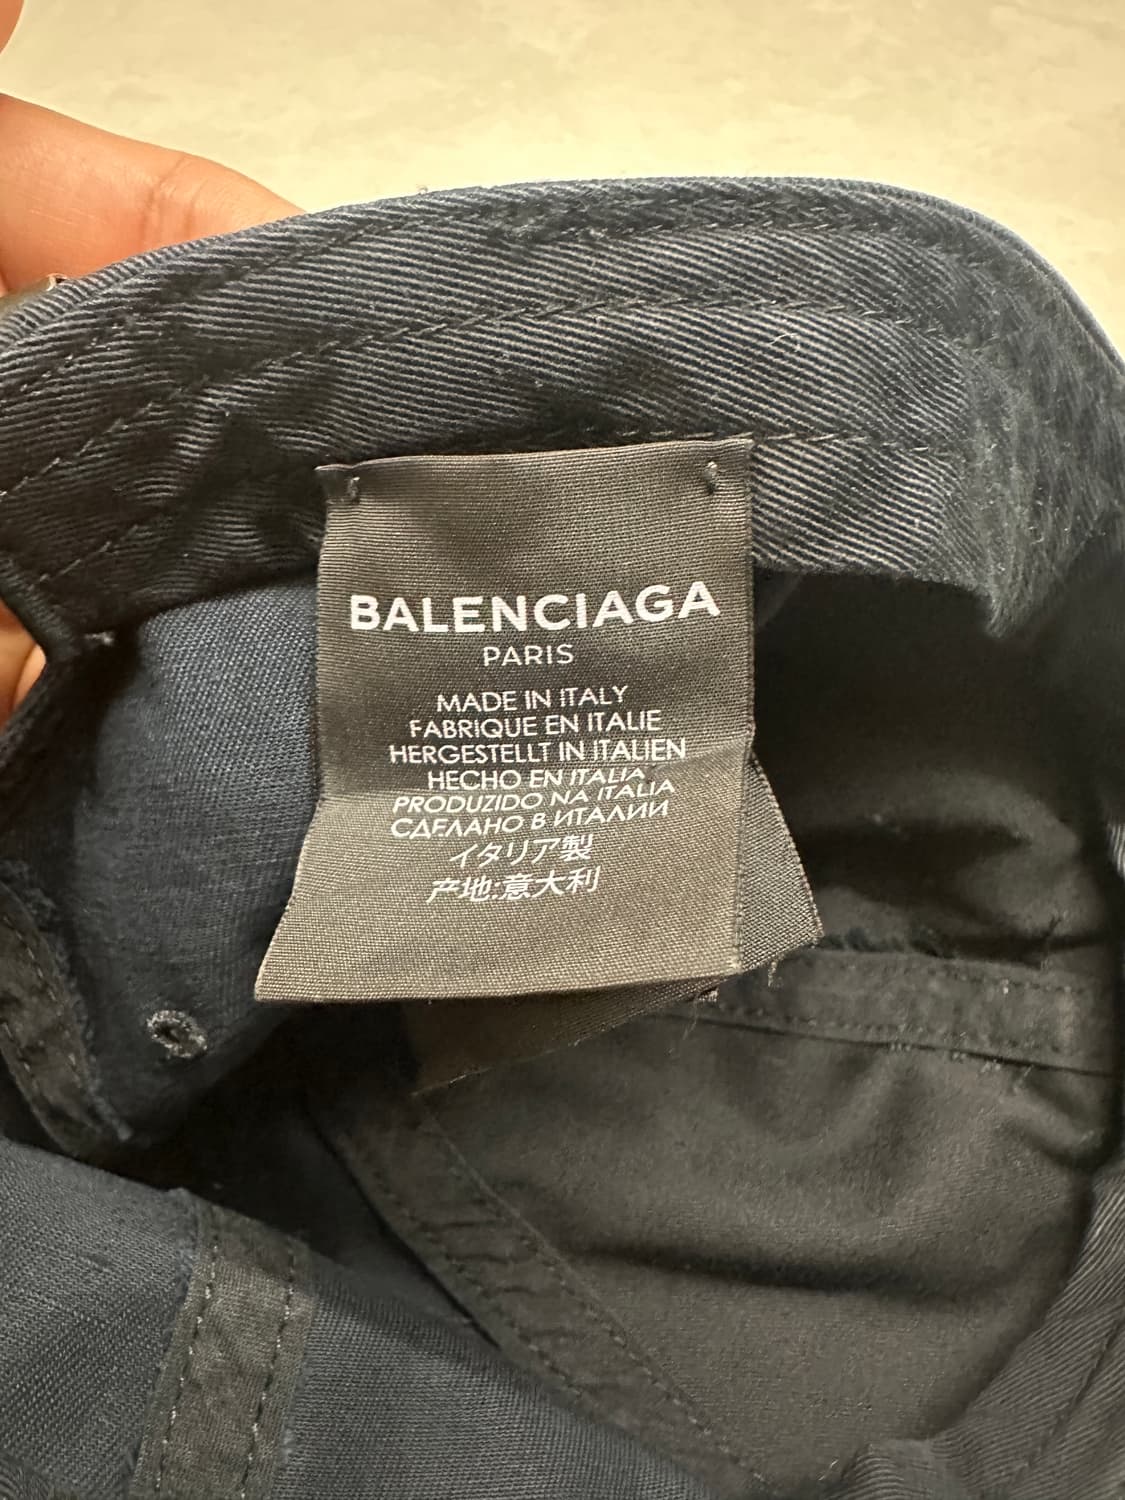 BALENCIAGA
PARIS
MADE IN ITALY
FABRIQUE EN ITALIE
HERGESTELLT IN ITALIEN
HECHO EN ITALIA
PRODUZIDO NA ITALIA
СДЕЛАНО В ИТАЛИИ
イタリア製
产地:意大利